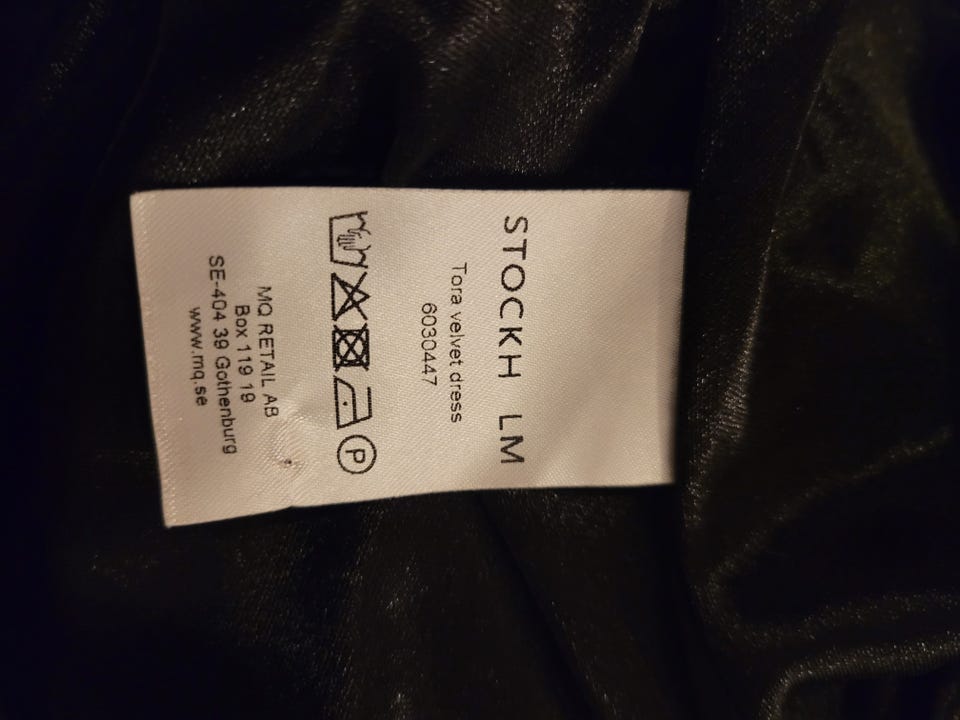 STOCKH LM
Tora velvet dress
6030447
P
MQ RETAIL AB
Box 119 19
SE-404 39 Gothenburg
www.mq.se